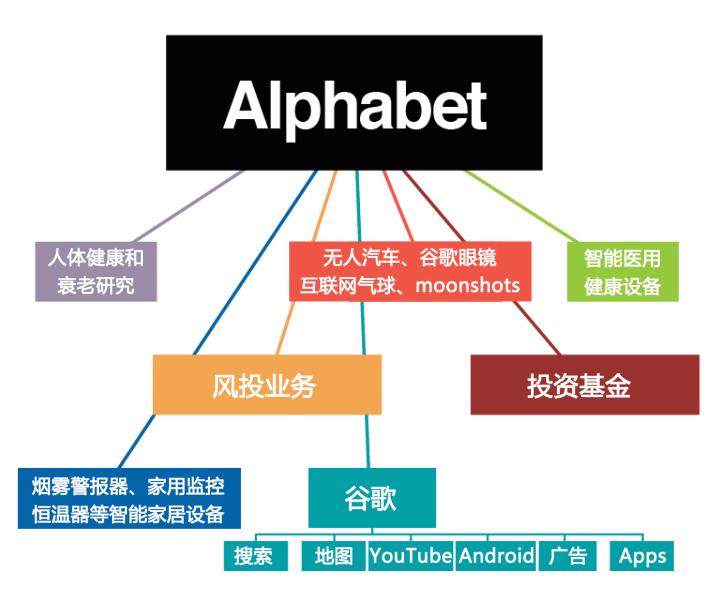 Alphabet
人体健康和
衰老研究
无人汽车、谷歌眼镜
互联网气球、moonshots
智能医用
健康设备
风投业务
投资基金
烟雾警报器、家用监控
恒温器等智能家居设备
谷歌
搜索
地图
YouTube
Android
广告
Apps